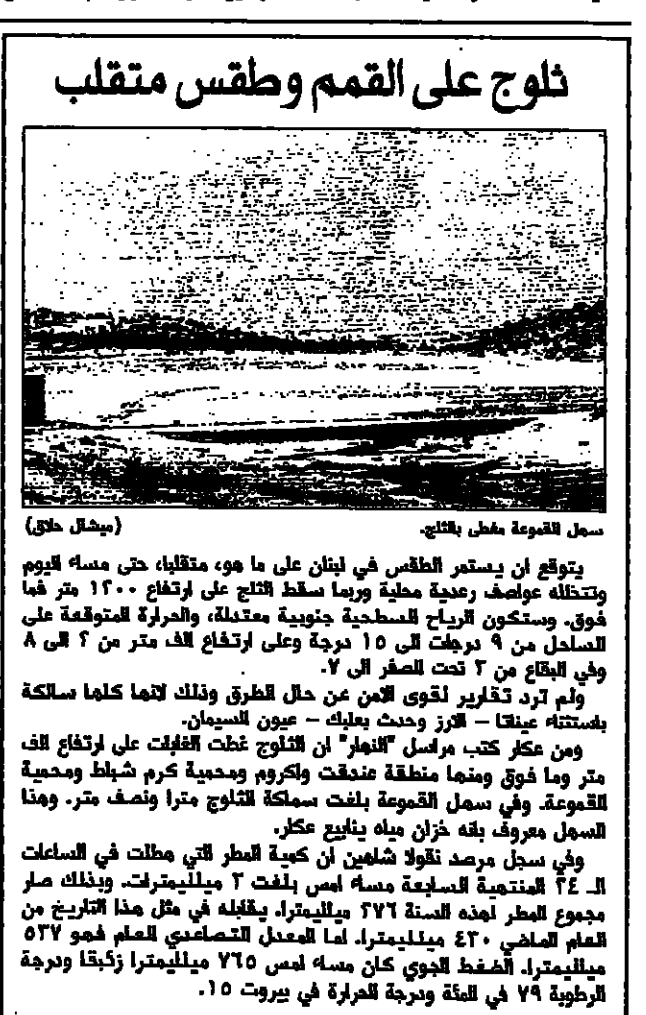 ثلوج على القمم وطقس متقلب
سهل القموعة مغطى بالثلج.
(ميشال حلاق)
يتوقع ان يستمر الطقس في لبنان على ما هو، متقلبا، حتى مساء اليوم
وتتخلله عواصف رعدية محلية وربما سقط الثلج على ارتفاع ١٢٠٠ متر فما
فوق. وستكون الرياح السطحية جنوبية معتدلة، والحرارة المتوقعة على
الساحل من ٩ درجات الى ١٥ درجة وعلى ارتفاع الف متر من ٢ الى ٨
وفي البقاع من ٢ تحت الصفر الى ٧.
ولم ترد تقارير لقوى الامن عن حال الطرق وذلك لانها كلها سالكة
باستثناء عيناتا – الارز وحدث بعلبك – عيون السيمان.
ومن عكار كتب مراسل "النهار" ان الثلوج غطت الغابات على ارتفاع الف
متر وما فوق ومنها منطقة عندقت واكروم ومحمية كرم شباط ومحمية
القموعة. وفي سهل القموعة بلغت سماكة الثلوج مترا ونصف متر. وهذا
السهل معروف بانه خزان مياه ينابيع عكار.
وفي سجل مرصد نقولا شاهين ان كمية المطر التي هطلت في الساعات
الـ ٢٤ المنتهية السابعة مساء امس بلغت ٢ ميلليمترات. وبذلك صار
مجموع المطر لهذه السنة ٢٧٦ ميلليمترا. يقابله في مثل هذا التاريخ من
العام الماضي ٤٣٠ ميلليمترا. اما المعدل التصاعدي العام فهو ٥٢٧
ميلليمترا. الضغط الجوي كان مساء امس ٧٦٥ ميلليمترا زئبقا ودرجة
الرطوبة ٧٩ في المئة ودرجة الحرارة في بيروت ١٥.